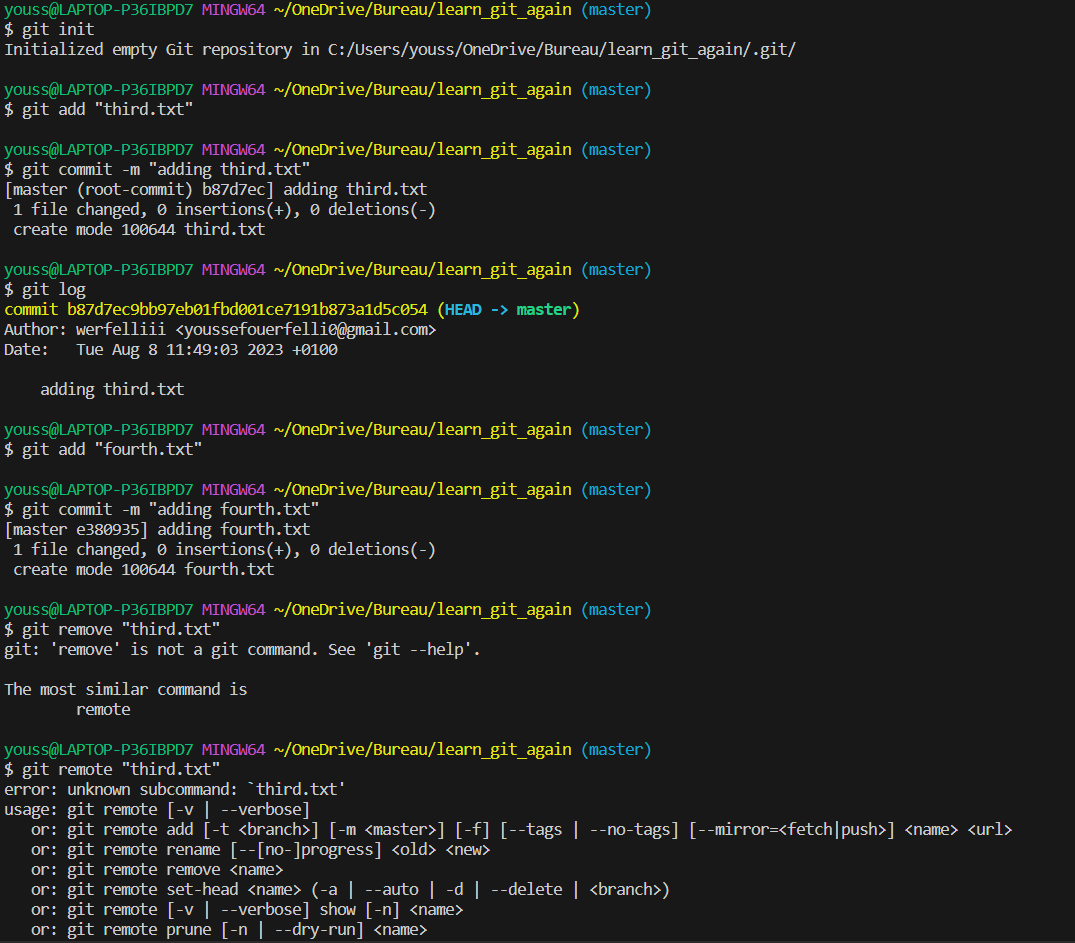 youss@LAPTOP-P36IBPD7 MINGW64 ~/OneDrive/Bureau/learn_git_again (master)
$ git init
Initialized empty Git repository in C:/Users/youss/OneDrive/Bureau/learn_git_again/.git/

youss@LAPTOP-P36IBPD7 MINGW64 ~/OneDrive/Bureau/learn_git_again (master)
$ git add "third.txt"

youss@LAPTOP-P36IBPD7 MINGW64 ~/OneDrive/Bureau/learn_git_again (master)
$ git commit -m "adding third.txt"
[master (root-commit) b87d7ec] adding third.txt
 1 file changed, 0 insertions(+), 0 deletions(-)
 create mode 100644 third.txt

youss@LAPTOP-P36IBPD7 MINGW64 ~/OneDrive/Bureau/learn_git_again (master)
$ git log
commit b87d7ec9bb97eb01fbd001ce7191b873a1d5c054 (HEAD -> master)
Author: werfelliii <youssefouerfelli0@gmail.com>
Date:   Tue Aug 8 11:49:03 2023 +0100

    adding third.txt

youss@LAPTOP-P36IBPD7 MINGW64 ~/OneDrive/Bureau/learn_git_again (master)
$ git add "fourth.txt"

youss@LAPTOP-P36IBPD7 MINGW64 ~/OneDrive/Bureau/learn_git_again (master)
$ git commit -m "adding fourth.txt"
[master e380935] adding fourth.txt
 1 file changed, 0 insertions(+), 0 deletions(-)
 create mode 100644 fourth.txt

youss@LAPTOP-P36IBPD7 MINGW64 ~/OneDrive/Bureau/learn_git_again (master)
$ git remove "third.txt"
git: 'remove' is not a git command. See 'git --help'.

The most similar command is
        remote

youss@LAPTOP-P36IBPD7 MINGW64 ~/OneDrive/Bureau/learn_git_again (master)
$ git remote "third.txt"
error: unknown subcommand: `third.txt'
usage: git remote [-v | --verbose]
   or: git remote add [-t <branch>] [-m <master>] [-f] [--tags | --no-tags] [--mirror=<fetch|push>] <name> <url>
   or: git remote rename [--[no-]progress] <old> <new>
   or: git remote remove <name>
   or: git remote set-head <name> (-a | --auto | -d | --delete | <branch>)
   or: git remote [-v | --verbose] show [-n] <name>
   or: git remote prune [-n | --dry-run] <name>